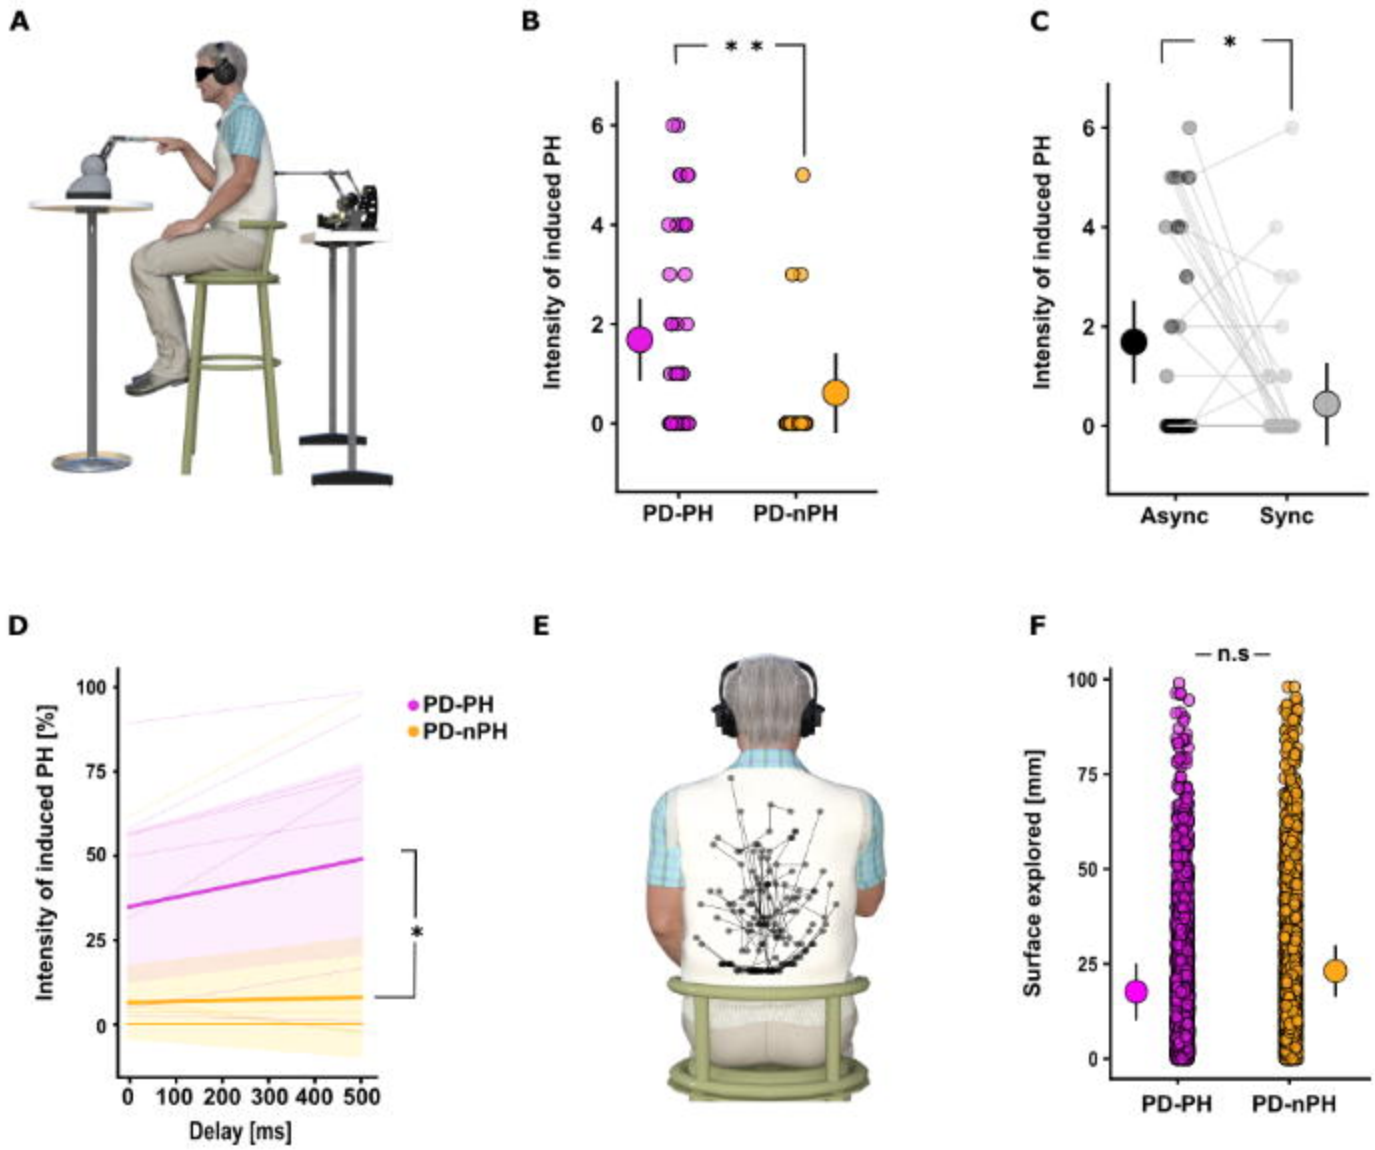 A
B
* *
Intensity of induced PH
6
4
2
0
PD-PH PD-nPH
C
*
Intensity of induced PH
6
4
2
0
Async Sync
D
Intensity of induced PH [%]
100
75
50
25
0
0 100 200 300 400 500
Delay [ms]
PD-PH
PD-nPH
*
E
F
n.s
Surface explored [mm]
100
75
50
25
0
PD-PH PD-nPH